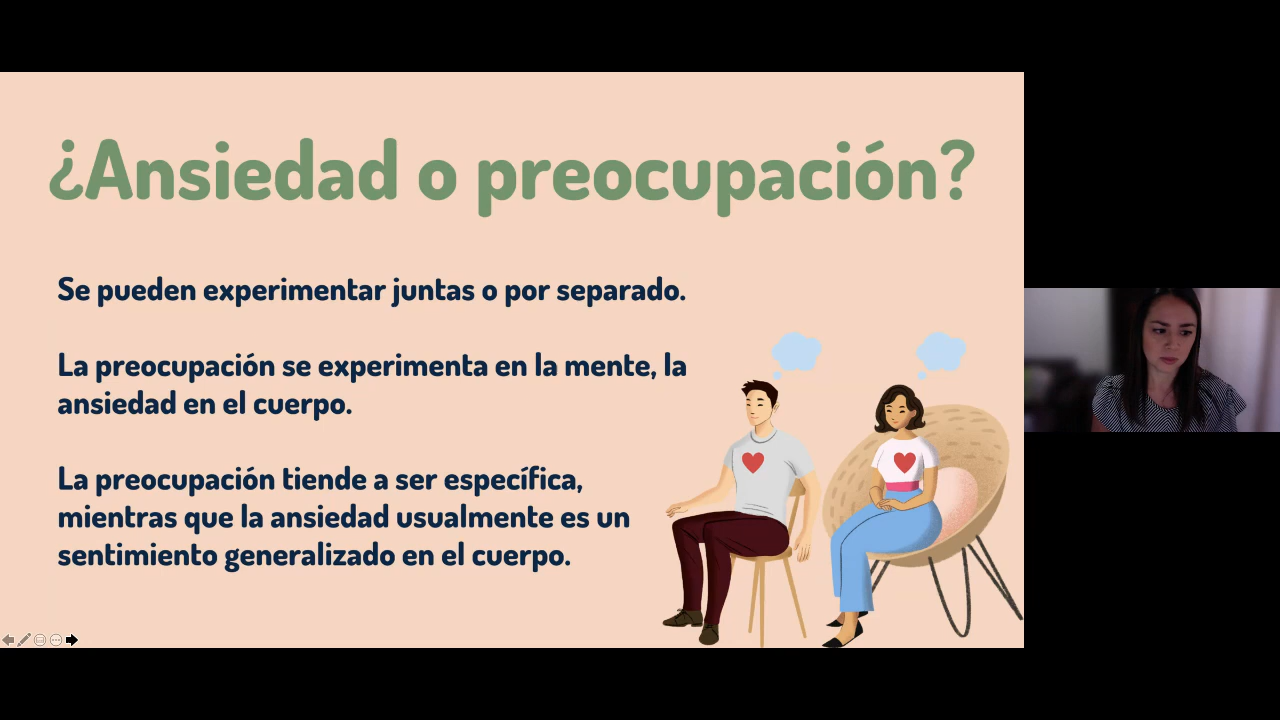 ¿Ansiedad o preocupación?
Se pueden experimentar juntas o por separado.
La preocupación se experimenta en la mente, la
ansiedad en el cuerpo.
La preocupación tiende a ser específica,
mientras que la ansiedad usualmente es un
sentimiento generalizado en el cuerpo.